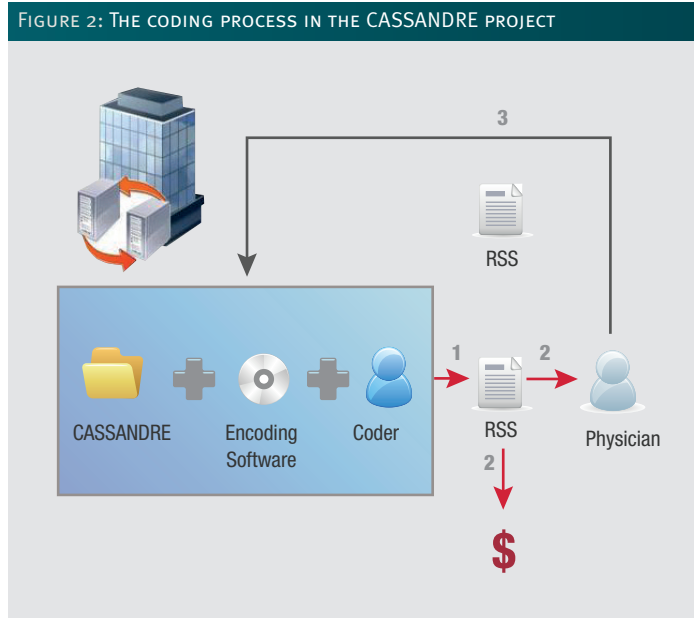 FIGURE 2: THE CODING PROCESS IN THE CASSANDRE PROJECT
3
RSS
1
2
CASSANDRE
Encoding
Software
Coder
RSS
Physician
2
$